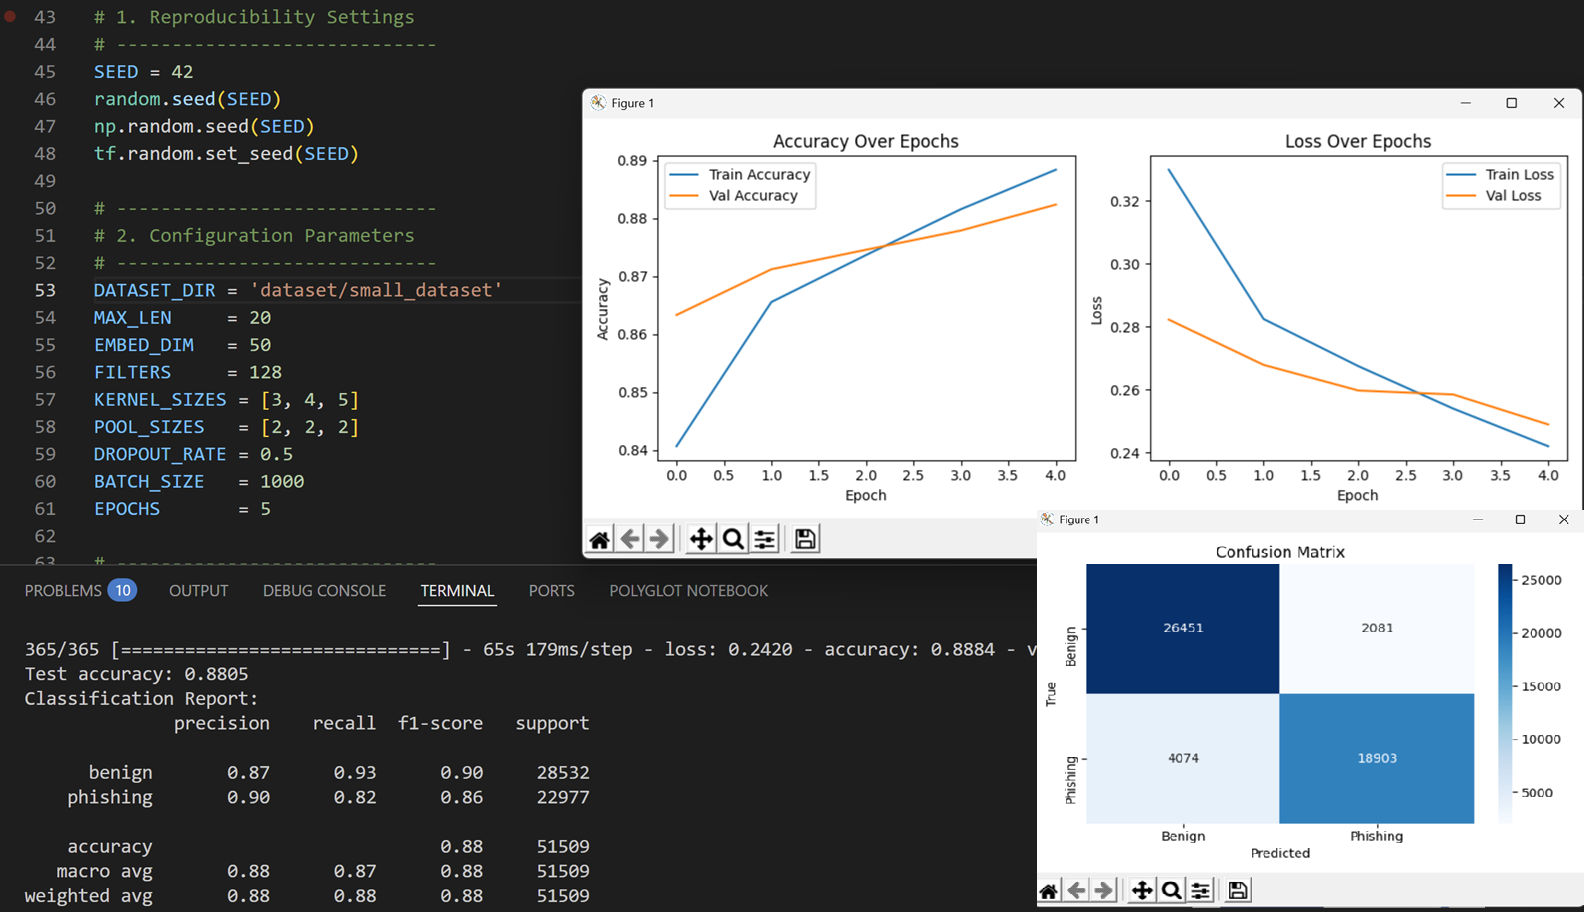 43 # 1. Reproducibility Settings
44 # ------------------------------
45 SEED = 42
46 random.seed(SEED)
47 np.random.seed(SEED)
48 tf.random.set_seed(SEED)
49
50 # ------------------------------
51 # 2. Configuration Parameters
52 # ------------------------------
53 DATASET_DIR = 'dataset/small_dataset'
54 MAX_LEN = 20
55 EMBED_DIM = 50
56 FILTERS = 128
57 KERNEL_SIZES = [3, 4, 5]
58 POOL_SIZES = [2, 2, 2]
59 DROPOUT_RATE = 0.5
60 BATCH_SIZE = 1000
61 EPOCHS = 5
62
63 # ------------------------------
Figure 1
Accuracy Over Epochs
Train Accuracy
Val Accuracy
0.89
0.88
0.87
0.86
0.85
0.84
Accuracy
0.0 0.5 1.0 1.5 2.0 2.5 3.0 3.5 4.0
Epoch
Loss Over Epochs
Train Loss
Val Loss
0.32
0.30
0.28
0.26
0.24
Loss
0.0 0.5 1.0 1.5 2.0 2.5 3.0 3.5 4.0
Epoch
PROBLEMS 10 OUTPUT DEBUG CONSOLE TERMINAL PORTS POLYGLOT NOTEBOOK
365/365 [==============================] - 65s 179ms/step - loss: 0.2420 - accuracy: 0.8884 - v
Test accuracy: 0.8805
Classification Report:
precision recall f1-score support
benign 0.87 0.93 0.90 28532
phishing 0.90 0.82 0.86 22977
accuracy 0.88 51509
macro avg 0.88 0.87 0.88 51509
weighted avg 0.88 0.88 0.88 51509
Figure 1
Confusion Matrix
26451 2081
4074 18903
True
Benign
Phishing
Benign Phishing
Predicted
25000
20000
15000
10000
5000